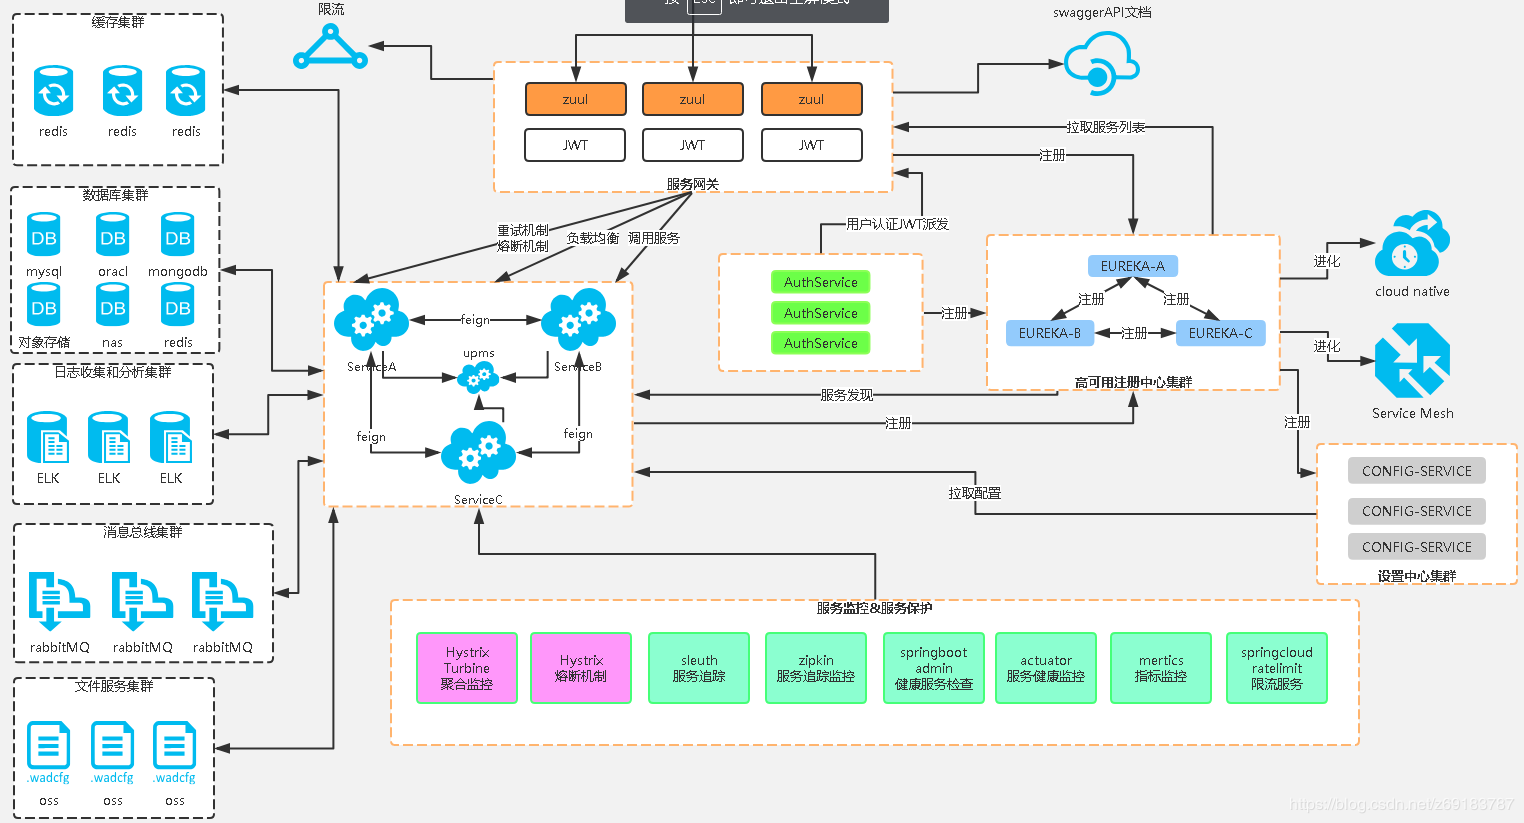 按 Esc 即可退出全屏模式
缓存集群
redis
redis
redis
限流
swaggerAPI文档
zuul
zuul
zuul
JWT
JWT
JWT
服务网关
拉取服务列表
注册
数据库集群
DB
DB
DB
mysql
oracl
mongodb
DB
DB
DB
对象存储
nas
redis
重试机制
熔断机制
负载均衡
调用服务
用户认证JWT派发
AuthService
AuthService
AuthService
注册
EUREKA-A
注册
注册
EUREKA-B
注册
EUREKA-C
高可用注册中心集群
进化
cloud native
进化
Service Mesh
注册
日志收集和分析集群
ELK
ELK
ELK
feign
ServiceA
upms
ServiceB
feign
feign
ServiceC
服务发现
注册
拉取配置
CONFIG-SERVICE
CONFIG-SERVICE
CONFIG-SERVICE
设置中心集群
消息总线集群
rabbitMQ
rabbitMQ
rabbitMQ
服务监控&服务保护
Hystrix
Turbine
聚合监控
Hystrix
熔断机制
sleuth
服务追踪
zipkin
服务追踪监控
springboot
admin
健康服务检查
actuator
服务健康监控
mertics
指标监控
springcloud
ratelimit
限流服务
文件服务集群
.wadcfg
.wadcfg
.wadcfg
oss
oss
oss
https://blog.csdn.net/z69183787